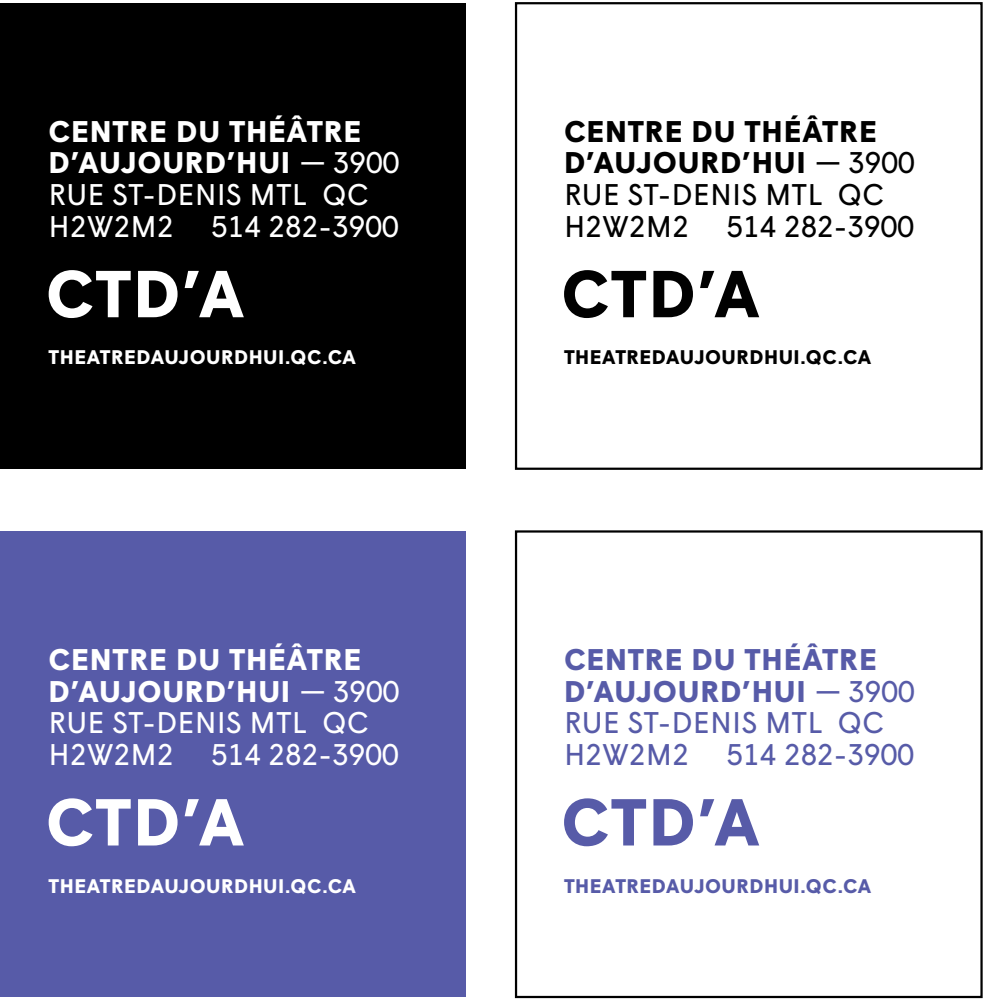 CENTRE DU THÉÂTRE
D’AUJOURD’HUI — 3900
RUE ST-DENIS MTL QC
H2W2M2 514 282-3900
CTD’A
THEATREDAUJOURDHUI.QC.CA
CENTRE DU THÉÂTRE
D’AUJOURD’HUI — 3900
RUE ST-DENIS MTL QC
H2W2M2 514 282-3900
CTD’A
THEATREDAUJOURDHUI.QC.CA
CENTRE DU THÉÂTRE
D’AUJOURD’HUI — 3900
RUE ST-DENIS MTL QC
H2W2M2 514 282-3900
CTD’A
THEATREDAUJOURDHUI.QC.CA
CENTRE DU THÉÂTRE
D’AUJOURD’HUI — 3900
RUE ST-DENIS MTL QC
H2W2M2 514 282-3900
CTD’A
THEATREDAUJOURDHUI.QC.CA